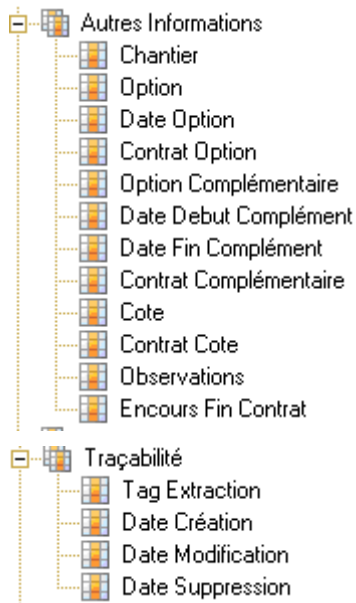 Autres Informations
Chantier
Option
Date Option
Contrat Option
Option Complémentaire
Date Debut Complément
Date Fin Complément
Contrat Complémentaire
Cote
Contrat Cote
Observations
Encours Fin Contrat
Traçabilité
Tag Extraction
Date Création
Date Modification
Date Suppression